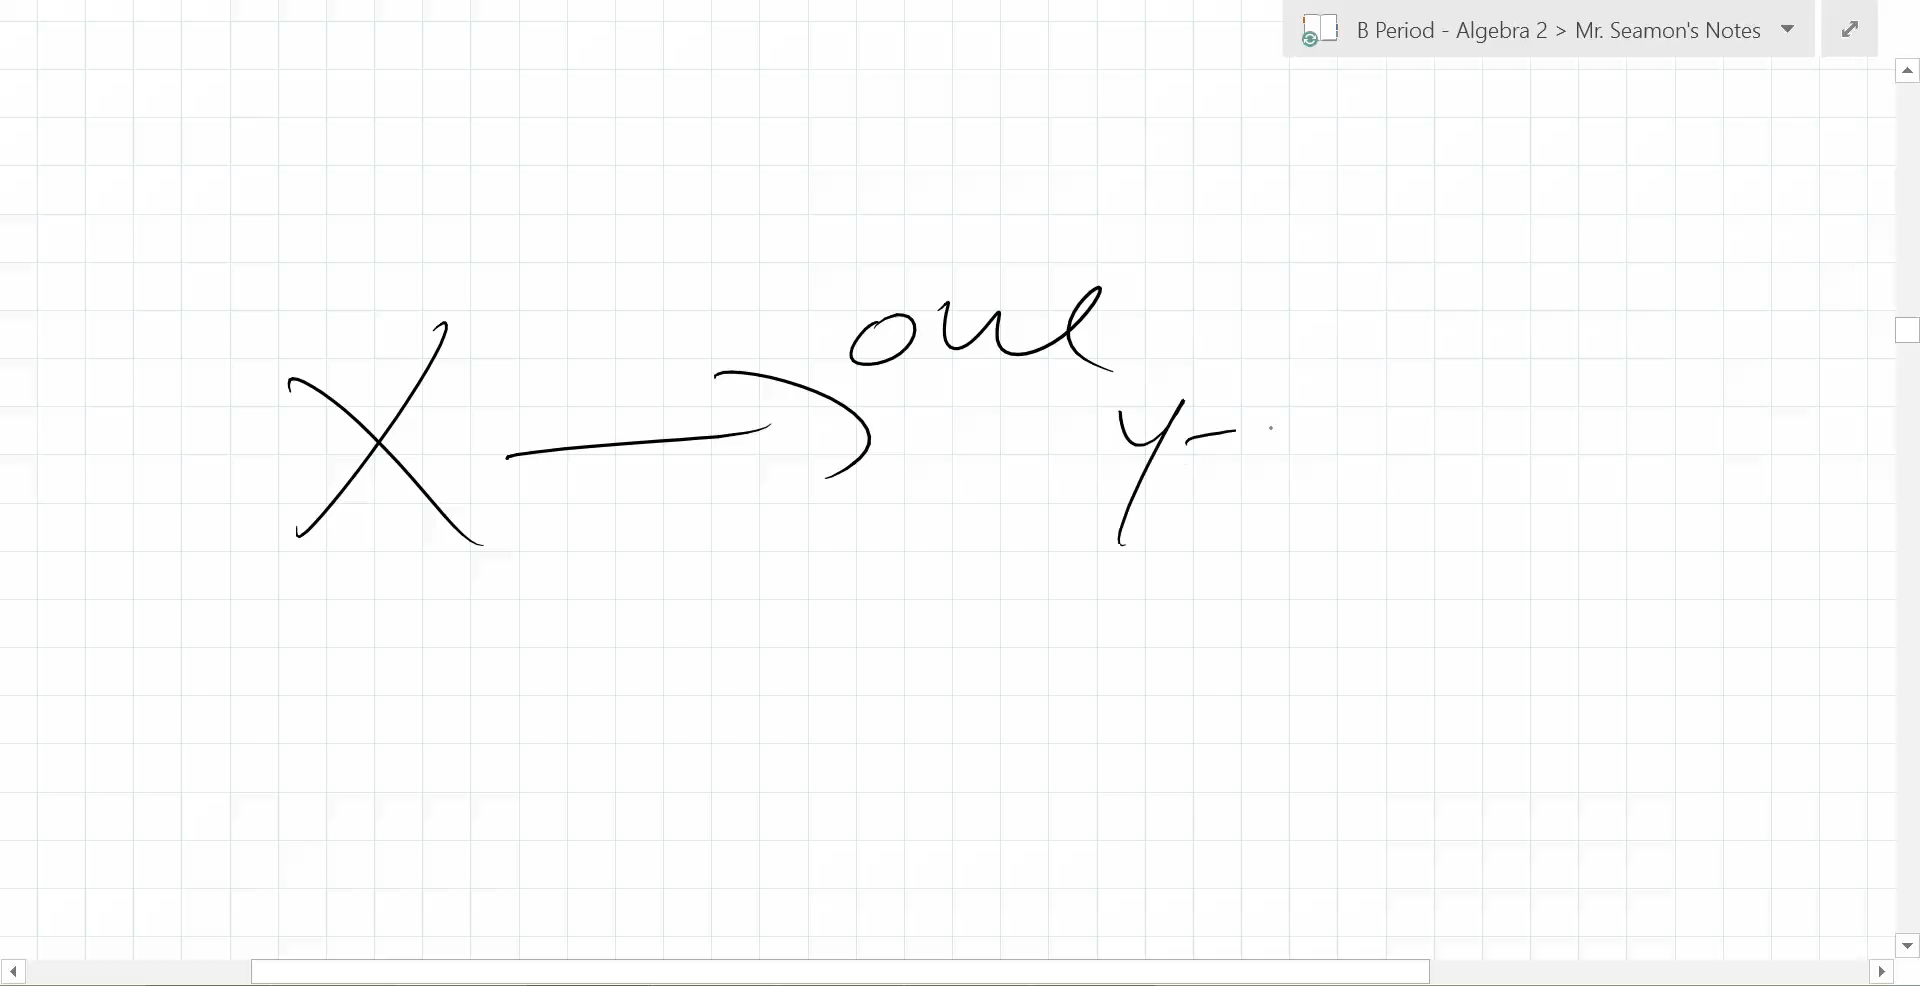 B Period - Algebra 2 > Mr. Seamon's Notes
one
X → y-